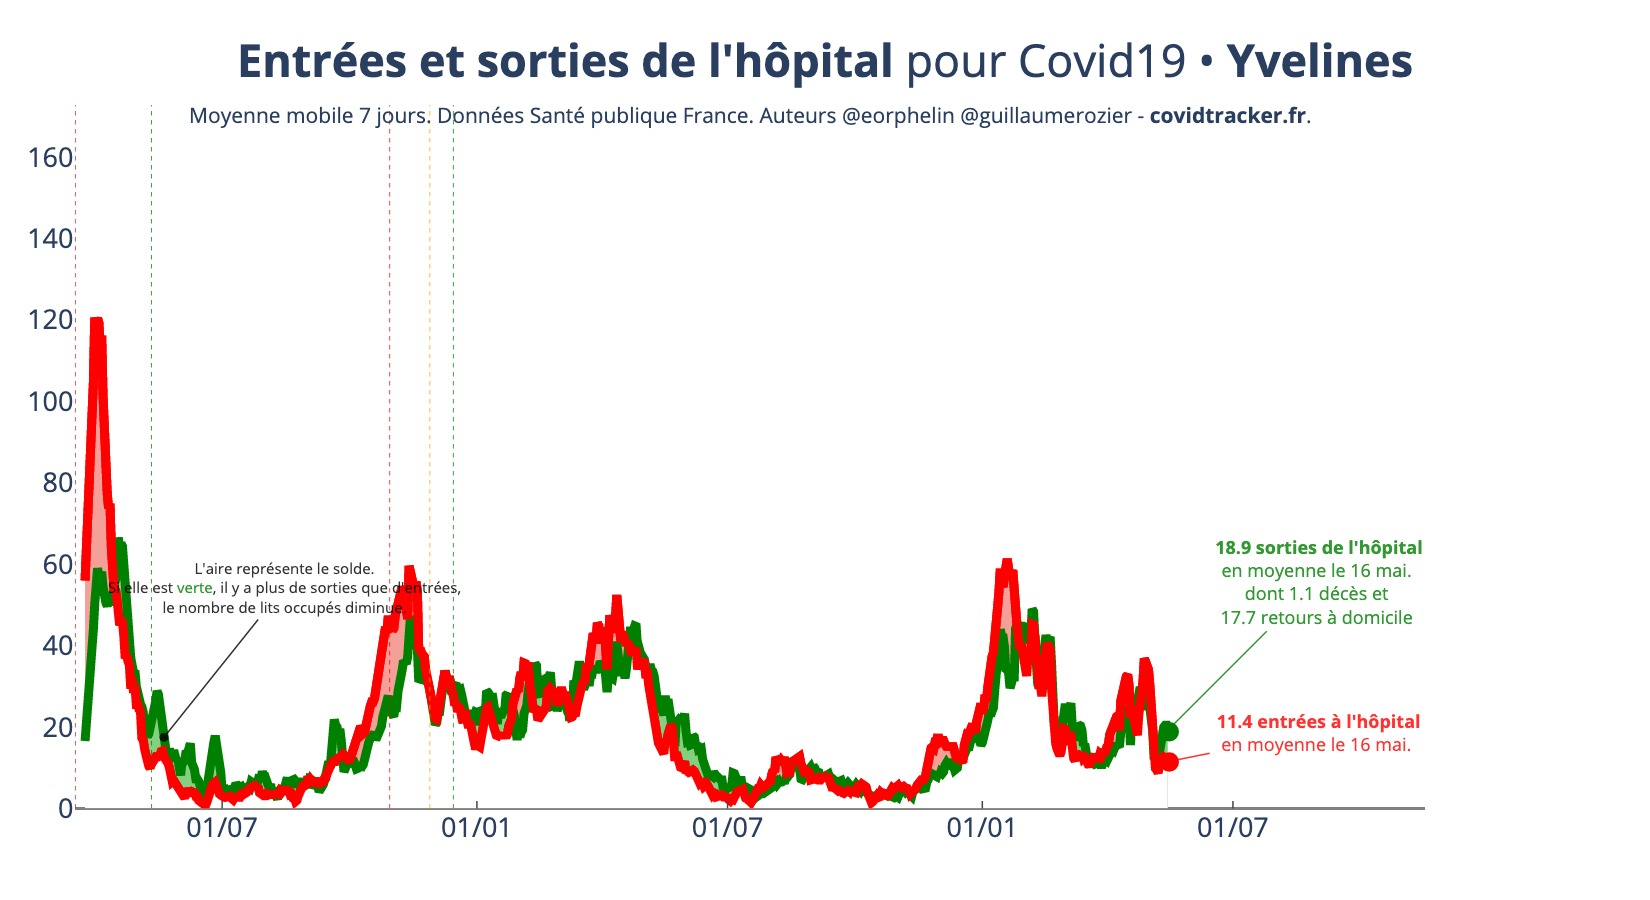 Entrées et sorties de l'hôpital pour Covid19 • Yvelines
Moyenne mobile 7 jours. Données Santé publique France. Auteurs @eorphelin @guillaumerozier - covidtracker.fr.
160
140
120
100
80
60
40
20
0
L'aire représente le solde.
Si elle est verte, il y a plus de sorties que d'entrées,
le nombre de lits occupés diminue.
18.9 sorties de l'hôpital
en moyenne le 16 mai.
dont 1.1 décès et
17.7 retours à domicile
11.4 entrées à l'hôpital
en moyenne le 16 mai.
01/07
01/01
01/07
01/01
01/07